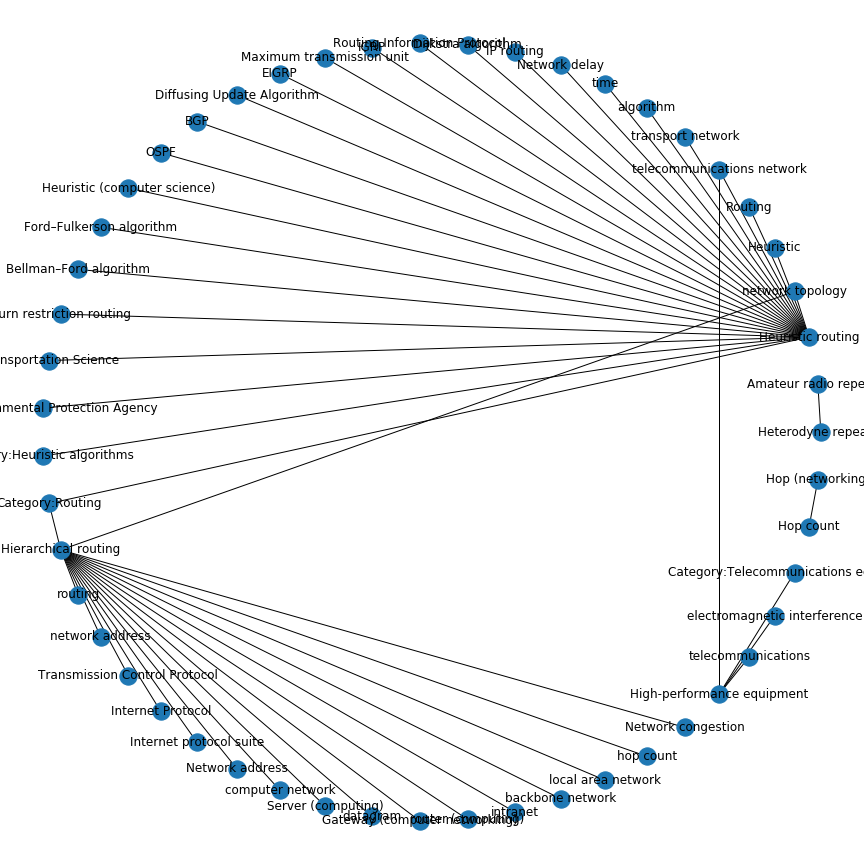 Routing Information Protocol
Dijkstra algorithm
IGRP
IP routing
Maximum transmission unit
Network delay
EIGRP
time
Diffusing Update Algorithm
algorithm
BGP
transport network
OSPF
telecommunications network
Heuristic (computer science)
Routing
Ford–Fulkerson algorithm
Heuristic
Bellman–Ford algorithm
network topology
urn restriction routing
Heuristic routing
nsportation Science
Amateur radio repe
mental Protection Agency
Heterodyne repea
y:Heuristic algorithms
Hop (networking
Category:Routing
Hop count
Hierarchical routing
Category:Telecommunications e
routing
electromagnetic interference
network address
telecommunications
Transmission Control Protocol
High-performance equipment
Internet Protocol
Network congestion
Internet protocol suite
hop count
Network address
local area network
computer network
backbone network
Server (computing)
intranet
datagram
Gateway (computer networking)
router (computing)